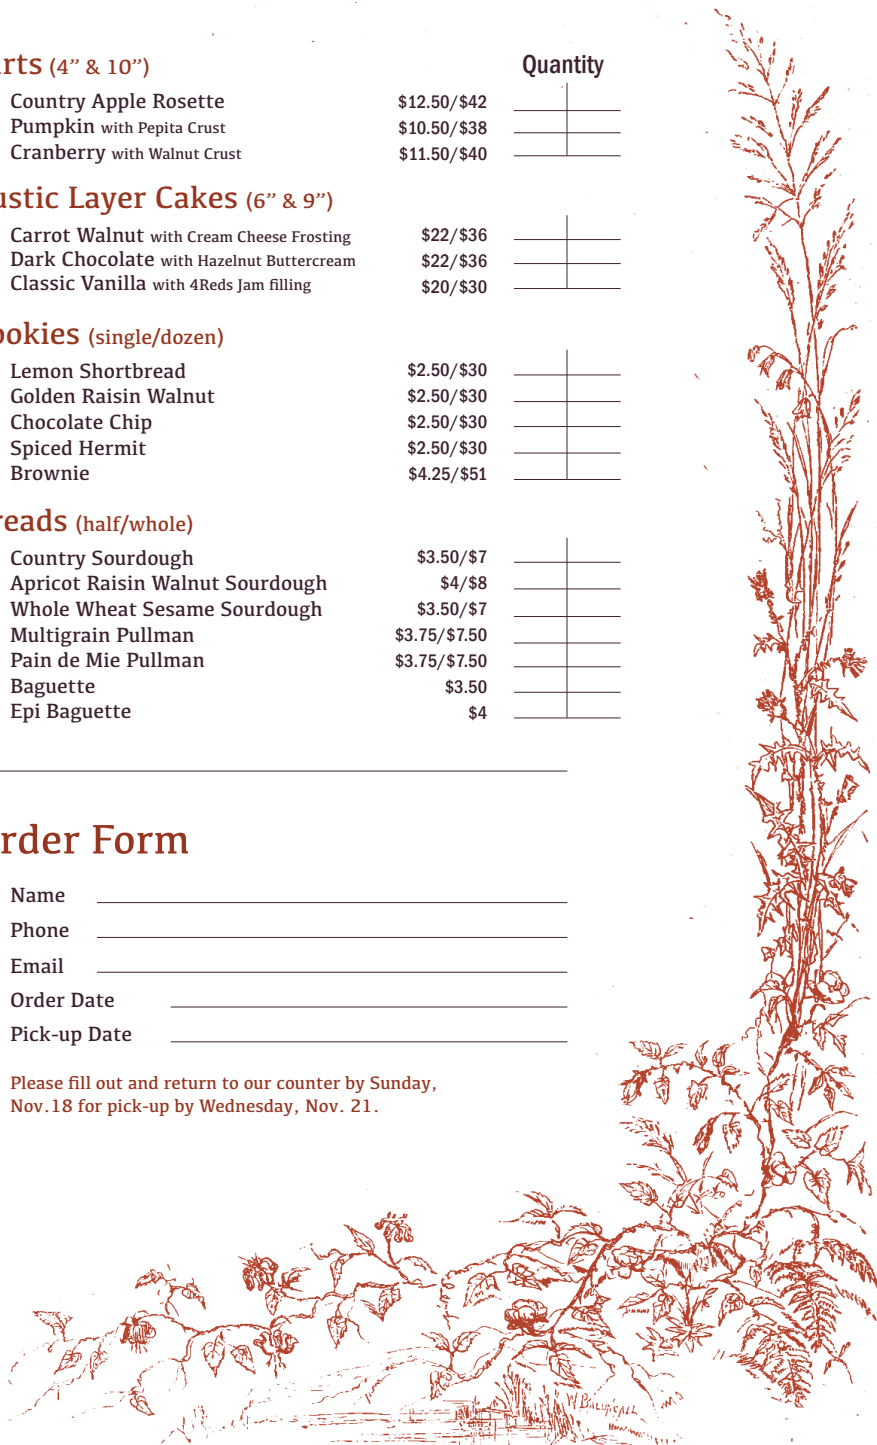 rts (4” & 10”) Quantity
Country Apple Rosette $12.50/$42
Pumpkin with Pepita Crust $10.50/$38
Cranberry with Walnut Crust $11.50/$40
ustic Layer Cakes (6” & 9”)
Carrot Walnut with Cream Cheese Frosting $22/$36
Dark Chocolate with Hazelnut Buttercream $22/$36
Classic Vanilla with 4Reds Jam filling $20/$30
ookies (single/dozen)
Lemon Shortbread $2.50/$30
Golden Raisin Walnut $2.50/$30
Chocolate Chip $2.50/$30
Spiced Hermit $2.50/$30
Brownie $4.25/$51
reads (half/whole)
Country Sourdough $3.50/$7
Apricot Raisin Walnut Sourdough $4/$8
Whole Wheat Sesame Sourdough $3.50/$7
Multigrain Pullman $3.75/$7.50
Pain de Mie Pullman $3.75/$7.50
Baguette $3.50
Epi Baguette $4
rder Form
Name
Phone
Email
Order Date
Pick-up Date
Please fill out and return to our counter by Sunday,
Nov.18 for pick-up by Wednesday, Nov. 21.